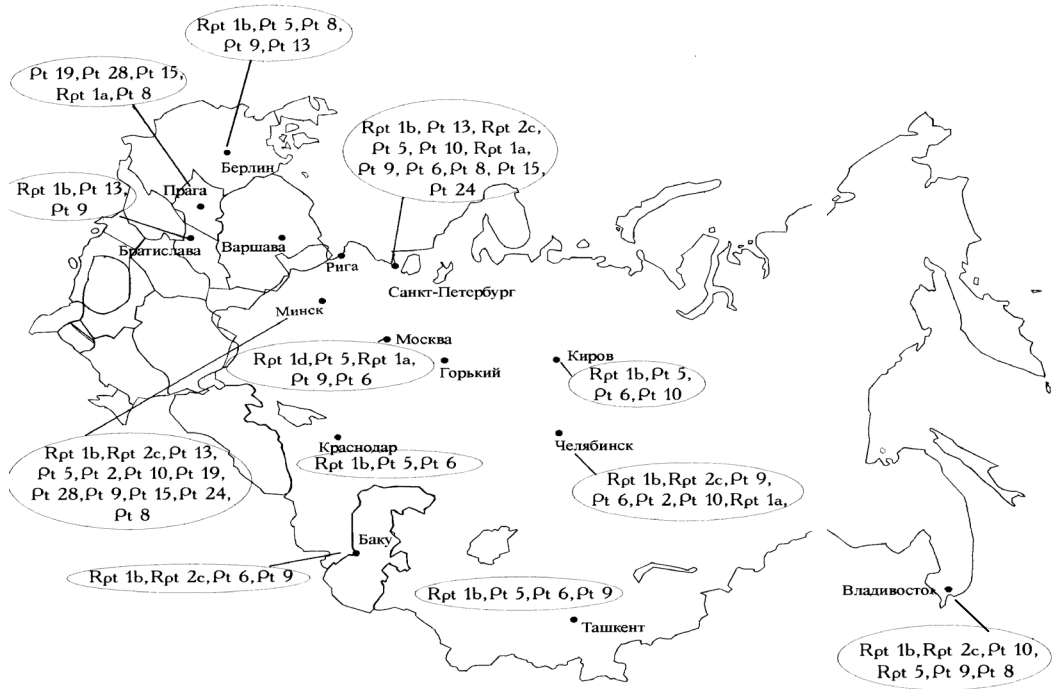 Rpt 1b, Pt 5, Pt 8,
Pt 9, Pt 13
Pt 19, Pt 28, Pt 15,
Rpt 1a, Pt 8
Rpt 1b, Pt 13, Rpt 2c,
Pt 5, Pt 10, Rpt 1a,
Pt 9, Pt 6, Pt 8, Pt 15,
Pt 24
Берлин
Прага
Rpt 1b, Pt 13,
Pt 9
Братислава
Варшава
Рига
Санкт-Петербург
Минск
Москва
Rpt 1d, Pt 5, Rpt 1a,
Pt 9, Pt 6
Горький
Киров
Rpt 1b, Pt 5,
Pt 6, Pt 10
Краснодар
Rpt 1b, Pt 5, Pt 6
Челябинск
Rpt 1b, Rpt 2c, Pt 13,
Pt 5, Pt 2, Pt 10, Pt 19,
Pt 28, Pt 9, Pt 15, Pt 24,
Pt 8
Rpt 1b, Rpt 2c, Pt 9,
Pt 6, Pt 2, Pt 10, Rpt 1a,
Баку
Rpt 1b, Rpt 2c, Pt 6, Pt 9
Rpt 1b, Pt 5, Pt 6, Pt 9
Ташкент
Владивосток
Rpt 1b, Rpt 2c, Pt 10,
Rpt 5, Pt 9, Pt 8